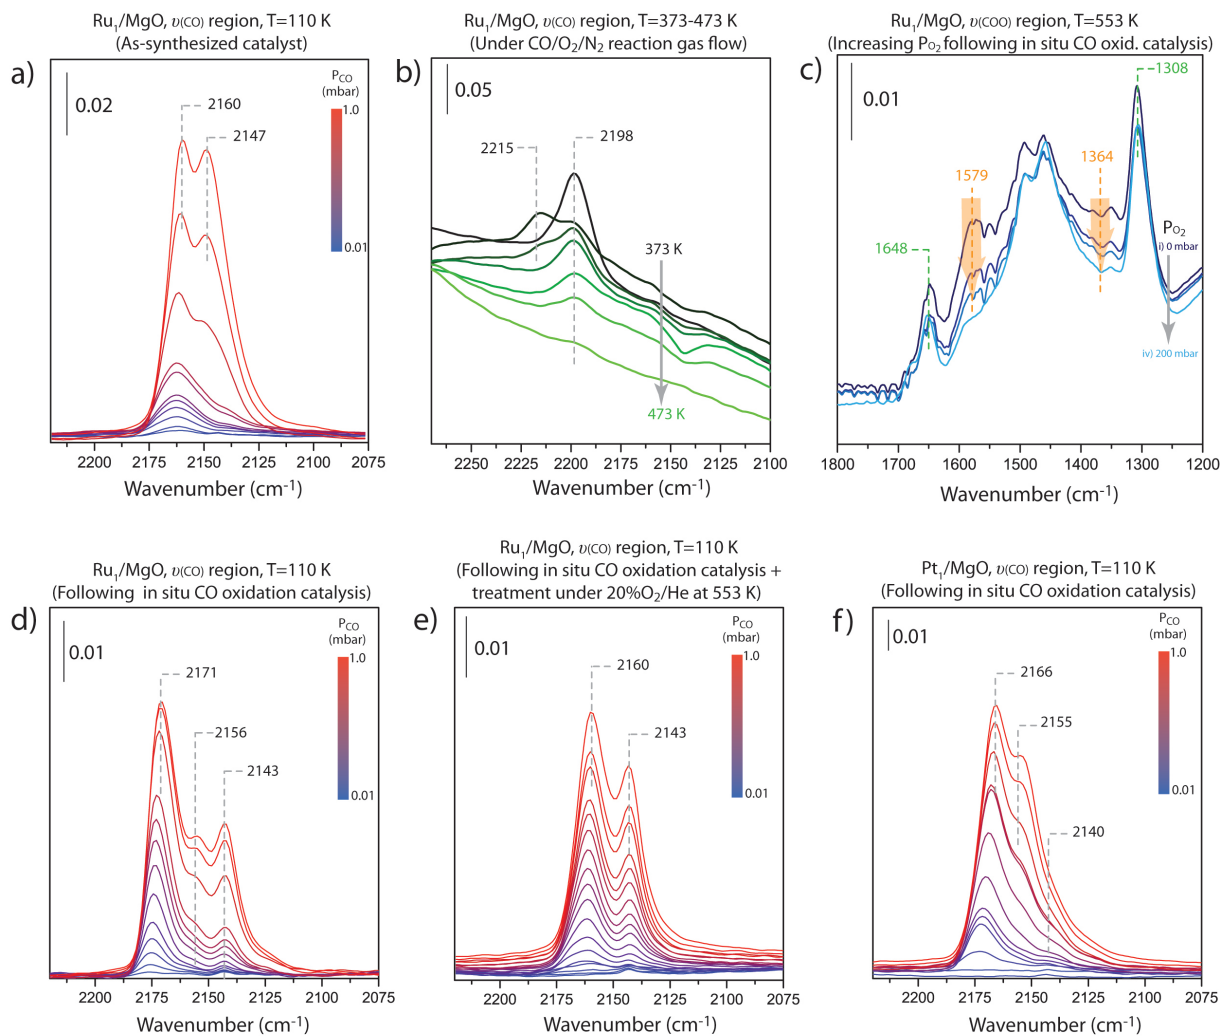 Ru1/MgO, υ(CO) region, T=110 K
(As-synthesized catalyst)
a)
0.02
PCO
(mbar)
1.0
0.01
2160
2147
2200 2175 2150 2125 2100 2075
Wavenumber (cm-1)
Ru1/MgO, υ(CO) region, T=373-473 K
(Under CO/O2/N2 reaction gas flow)
b)
0.05
2215
2198
373 K
473 K
2250 2225 2200 2175 2150 2125 2100
Wavenumber (cm-1)
Ru1/MgO, υ(COO) region, T=553 K
(Increasing PO2 following in situ CO oxid. catalysis)
c)
0.01
1308
1579
1364
1648
PO2
i) 0 mbar
iv) 200 mbar
1800 1700 1600 1500 1400 1300 1200
Wavenumber (cm-1)
Ru1/MgO, υ(CO) region, T=110 K
(Following in situ CO oxidation catalysis)
d)
0.01
PCO
(mbar)
1.0
0.01
2171
2156
2143
2200 2175 2150 2125 2100 2075
Wavenumber (cm-1)
Ru1/MgO, υ(CO) region, T=110 K
(Following in situ CO oxidation catalysis +
treatment under 20%O2/He at 553 K)
e)
0.01
PCO
(mbar)
1.0
0.01
2160
2143
2200 2175 2150 2125 2100 2075
Wavenumber (cm-1)
Pt1/MgO, υ(CO) region, T=110 K
(Following in situ CO oxidation catalysis)
f)
0.01
PCO
(mbar)
1.0
0.01
2166
2155
2140
2200 2175 2150 2125 2100 2075
Wavenumber (cm-1)